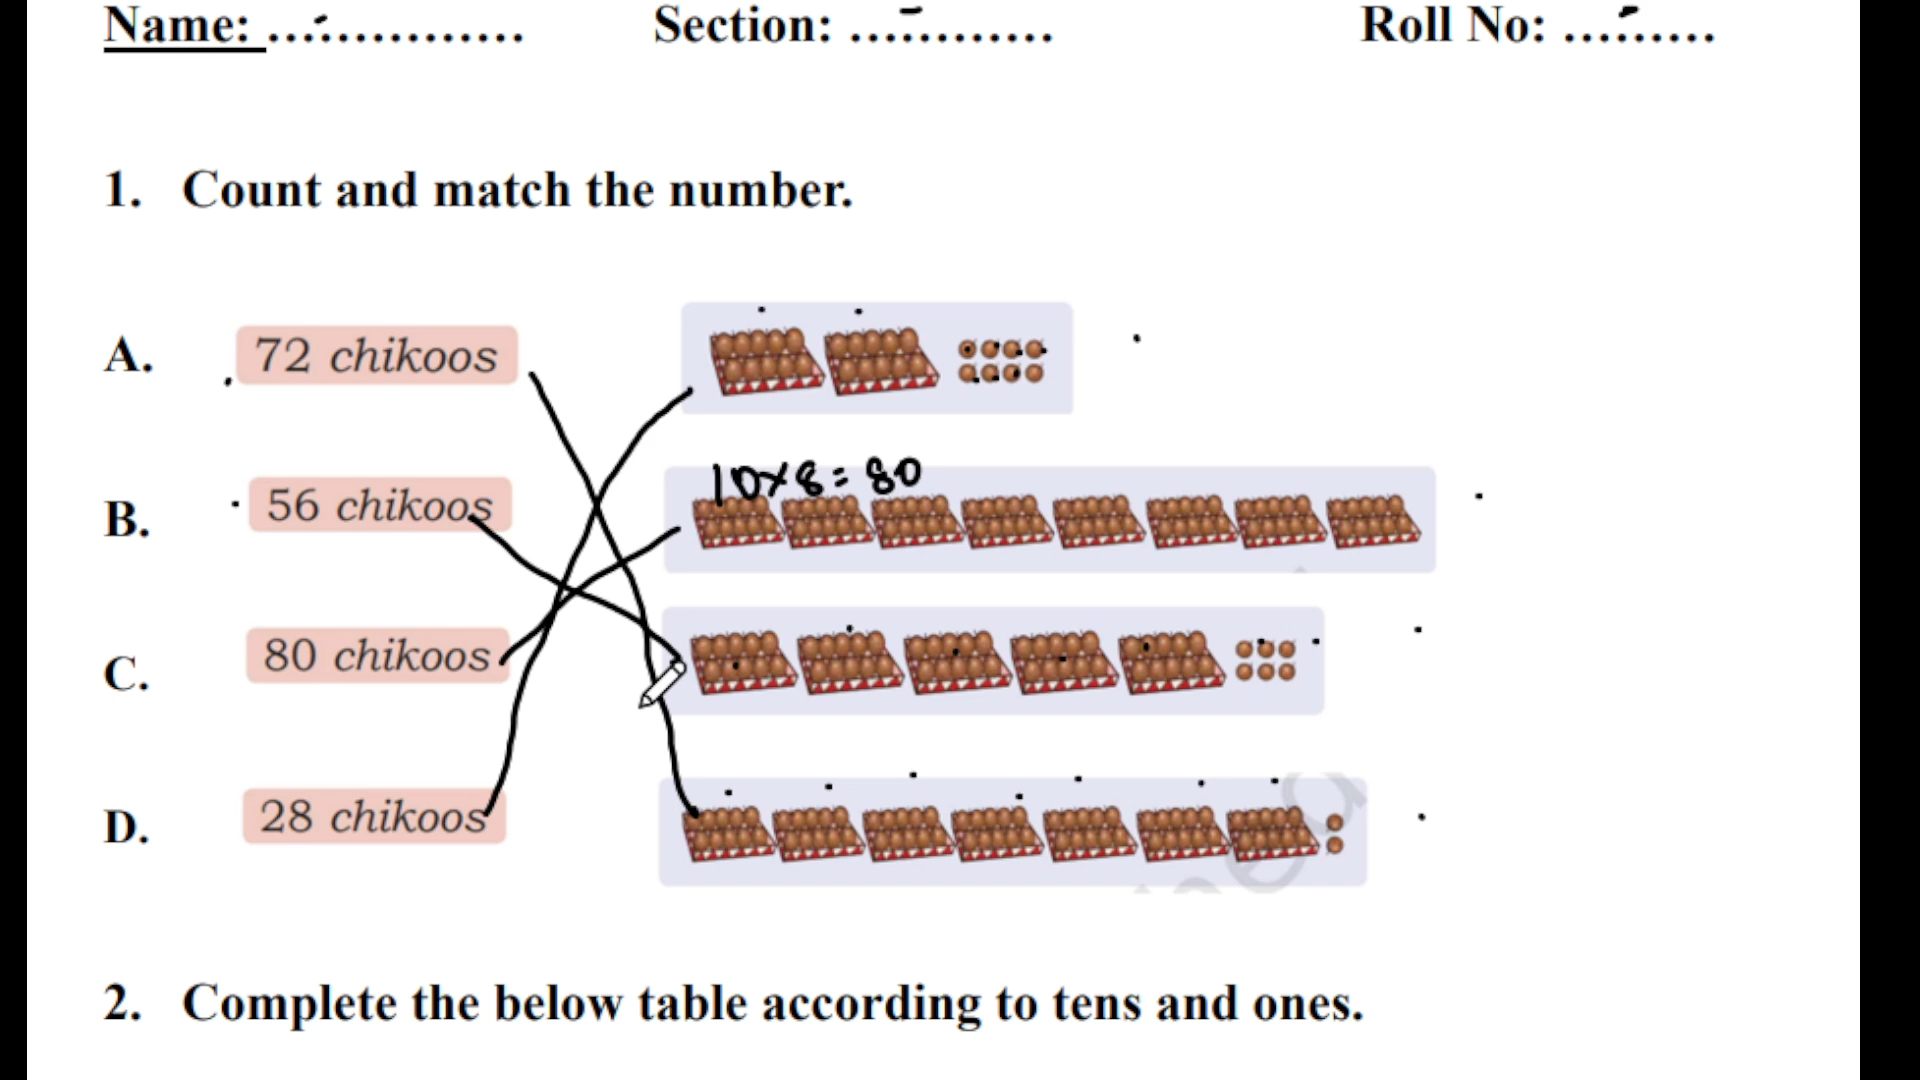 Name: ............... Section: ............ Roll No: .........
1. Count and match the number.
A. 72 chikoos
10×8=80
B. 56 chikoos
C. 80 chikoos
D. 28 chikoos
2. Complete the below table according to tens and ones.